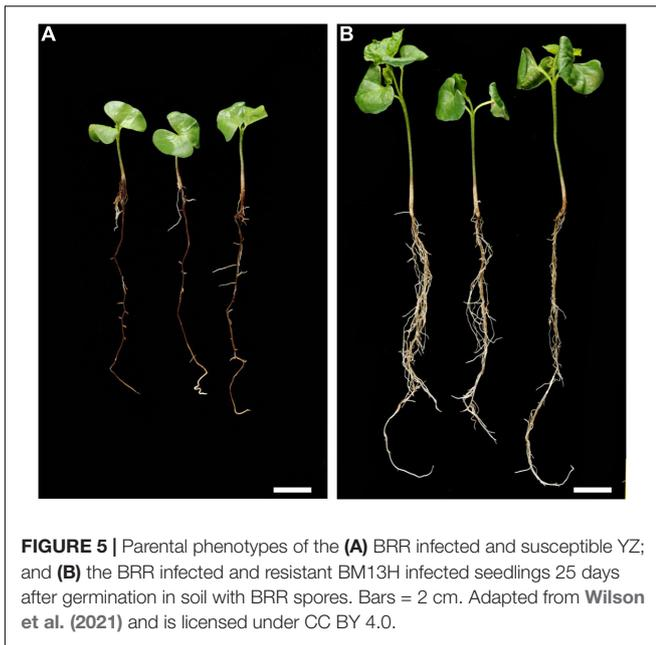 A
B
FIGURE 5 | Parental phenotypes of the (A) BRR infected and susceptible YZ;
and (B) the BRR infected and resistant BM13H infected seedlings 25 days
after germination in soil with BRR spores. Bars = 2 cm. Adapted from Wilson
et al. (2021) and is licensed under CC BY 4.0.